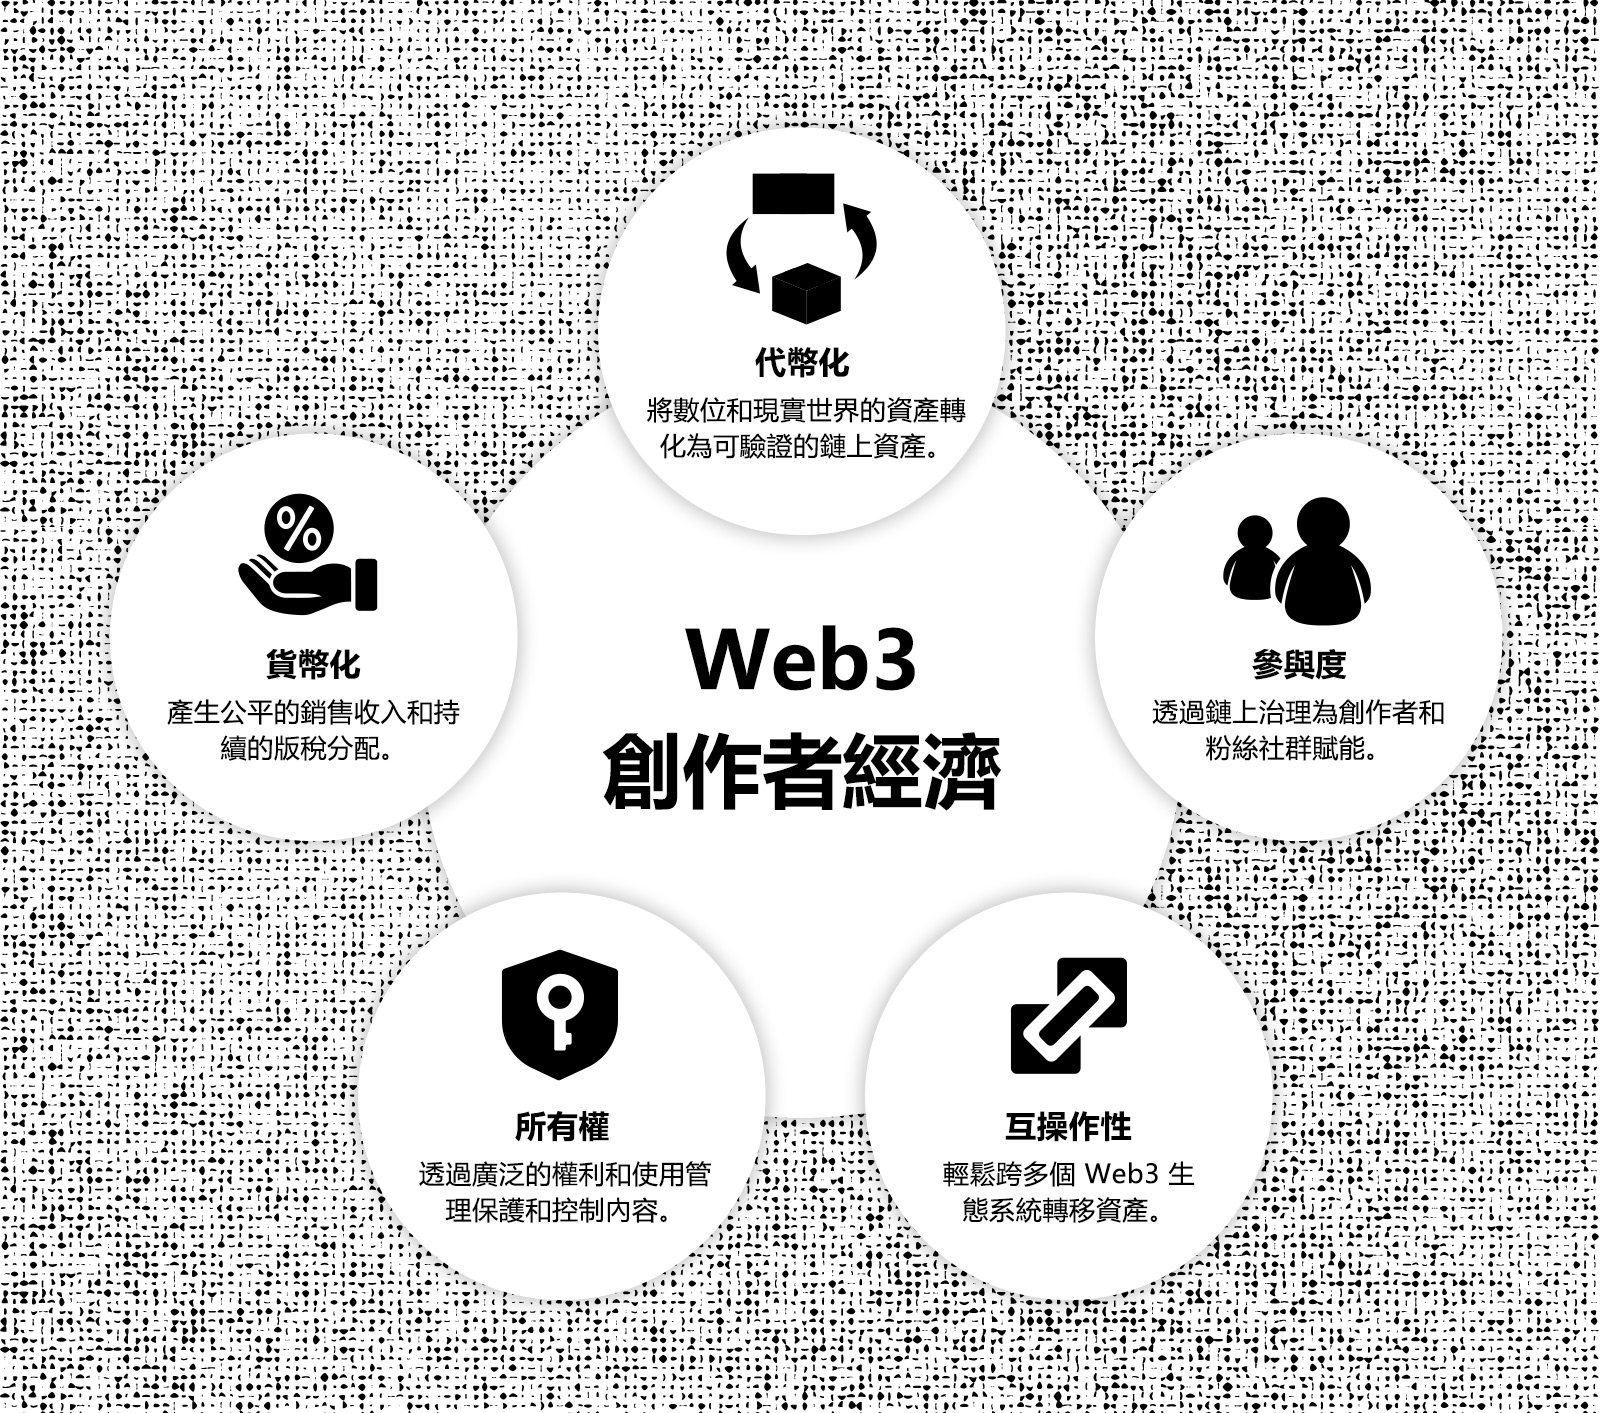 代幣化
將數位和現實世界的資產轉
化為可驗證的鏈上資產。
貨幣化
產生公平的銷售收入和持
續的版稅分配。
Web3
創作者經濟
參與度
透過鏈上治理為創作者和
粉絲社群賦能。
所有權
透過廣泛的權利和使用管
理保護和控制內容。
互操作性
輕鬆跨多個 Web3 生
態系統轉移資產。